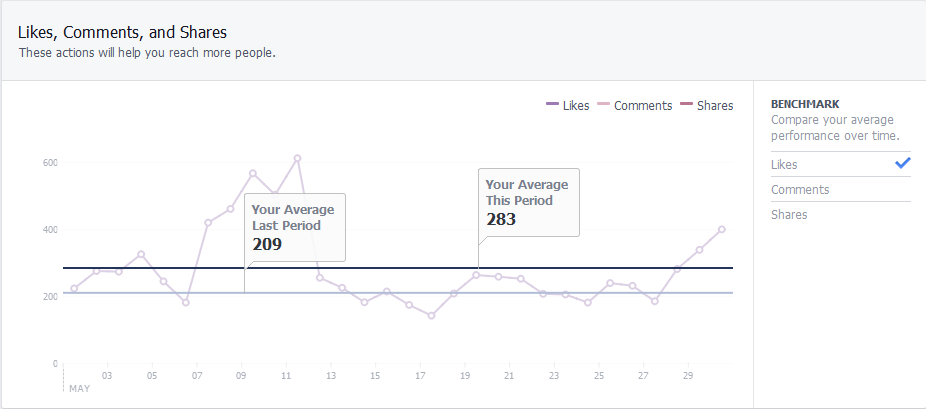 Likes, Comments, and Shares
These actions will help you reach more people.
Likes Comments Shares
600
400
200
0
Your Average
Last Period
209
Your Average
This Period
283
03 05 07 09 11 13 15 17 19 21 23 25 27 29
MAY
BENCHMARK
Compare your average
performance over time.
Likes
Comments
Shares